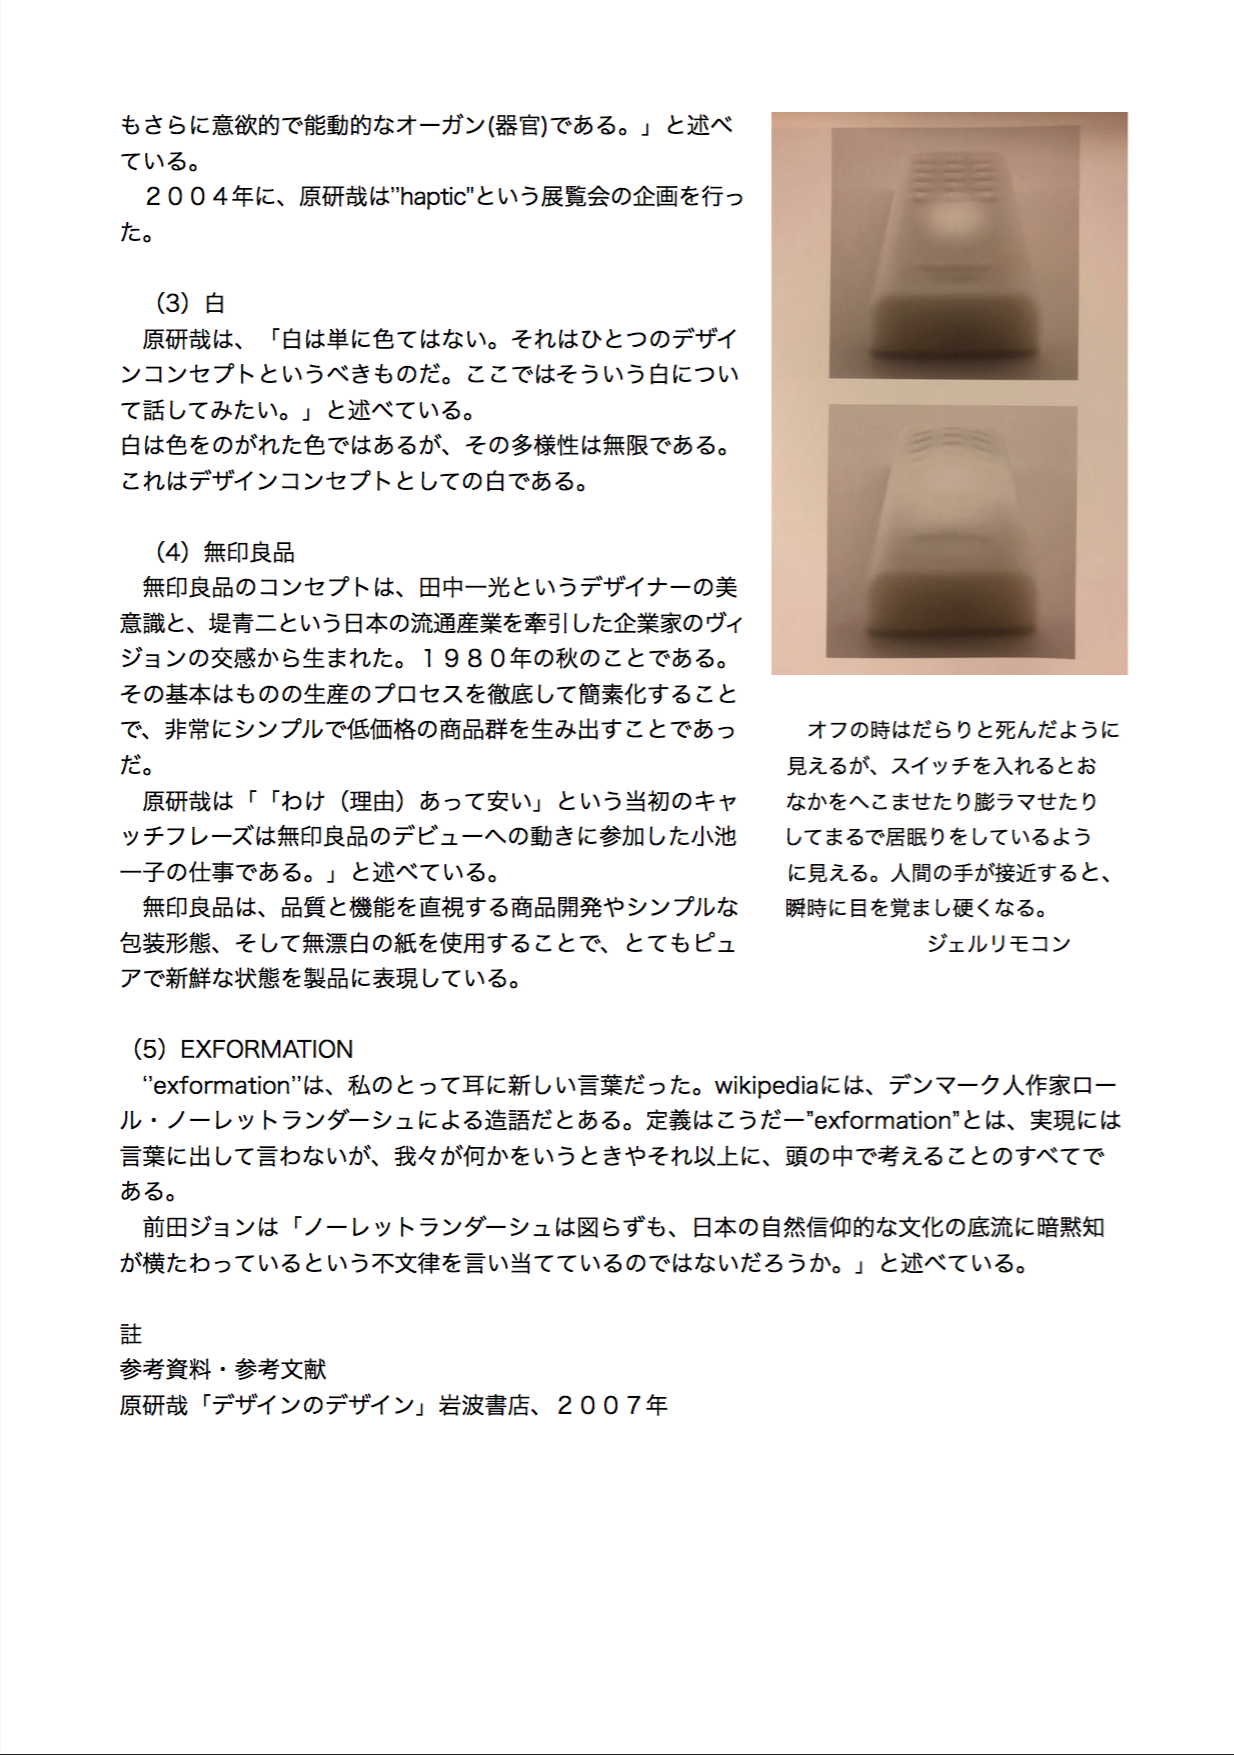 もさらに意欲的で能動的なオーガン(器官)である。」と述べ
ている。
　２００４年に、原研哉は’’haptic"という展覧会の企画を行っ
た。
　（3）白
　原研哉は、「白は単に色てはない。それはひとつのデザイ
ンコンセプトというべきものだ。ここではそういう白につい
て話してみたい。」と述べている。
白は色をのがれた色ではあるが、その多様性は無限である。
これはデザインコンセプトとしての白である。
　（4）無印良品
　無印良品のコンセプトは、田中一光というデザイナーの美
意識と、堤青二という日本の流通産業を牽引した企業家のヴィ
ジョンの交感から生まれた。１９８０年の秋のことである。
その基本はものの生産のプロセスを徹底して簡素化すること
で、非常にシンプルで低価格の商品群を生み出すことであっ
だ。
　原研哉は「「わけ（理由）あって安い」という当初のキャ
ッチフレーズは無印良品のデビューへの動きに参加した小池
一子の仕事である。」と述べている。
　無印良品は、品質と機能を直視する商品開発やシンプルな
包装形態、そして無漂白の紙を使用することで、とてもピュ
アで新鮮な状態を製品に表現している。
　オフの時はだらりと死んだように
見えるが、スイッチを入れるとお
なかをへこませたり膨ラマせたり
してまるで居眠りをしているよう
に見える。人間の手が接近すると、
瞬時に目を覚まし硬くなる。
ジェルリモコン
（5）EXFORMATION
　‘’exformation’’は、私のとって耳に新しい言葉だった。wikipediaには、デンマーク人作家ロー
ル・ノーレットランダーシュによる造語だとある。定義はこうだー”exformation”とは、実現には
言葉に出して言わないが、我々が何かをいうときやそれ以上に、頭の中で考えることのすべてで
ある。
　前田ジョンは「ノーレットランダーシュは図らずも、日本の自然信仰的な文化の底流に暗黙知
が横たわっているという不文律を言い当てているのではないだろうか。」と述べている。
註
参考資料・参考文献
原研哉「デザインのデザイン」岩波書店、２００７年